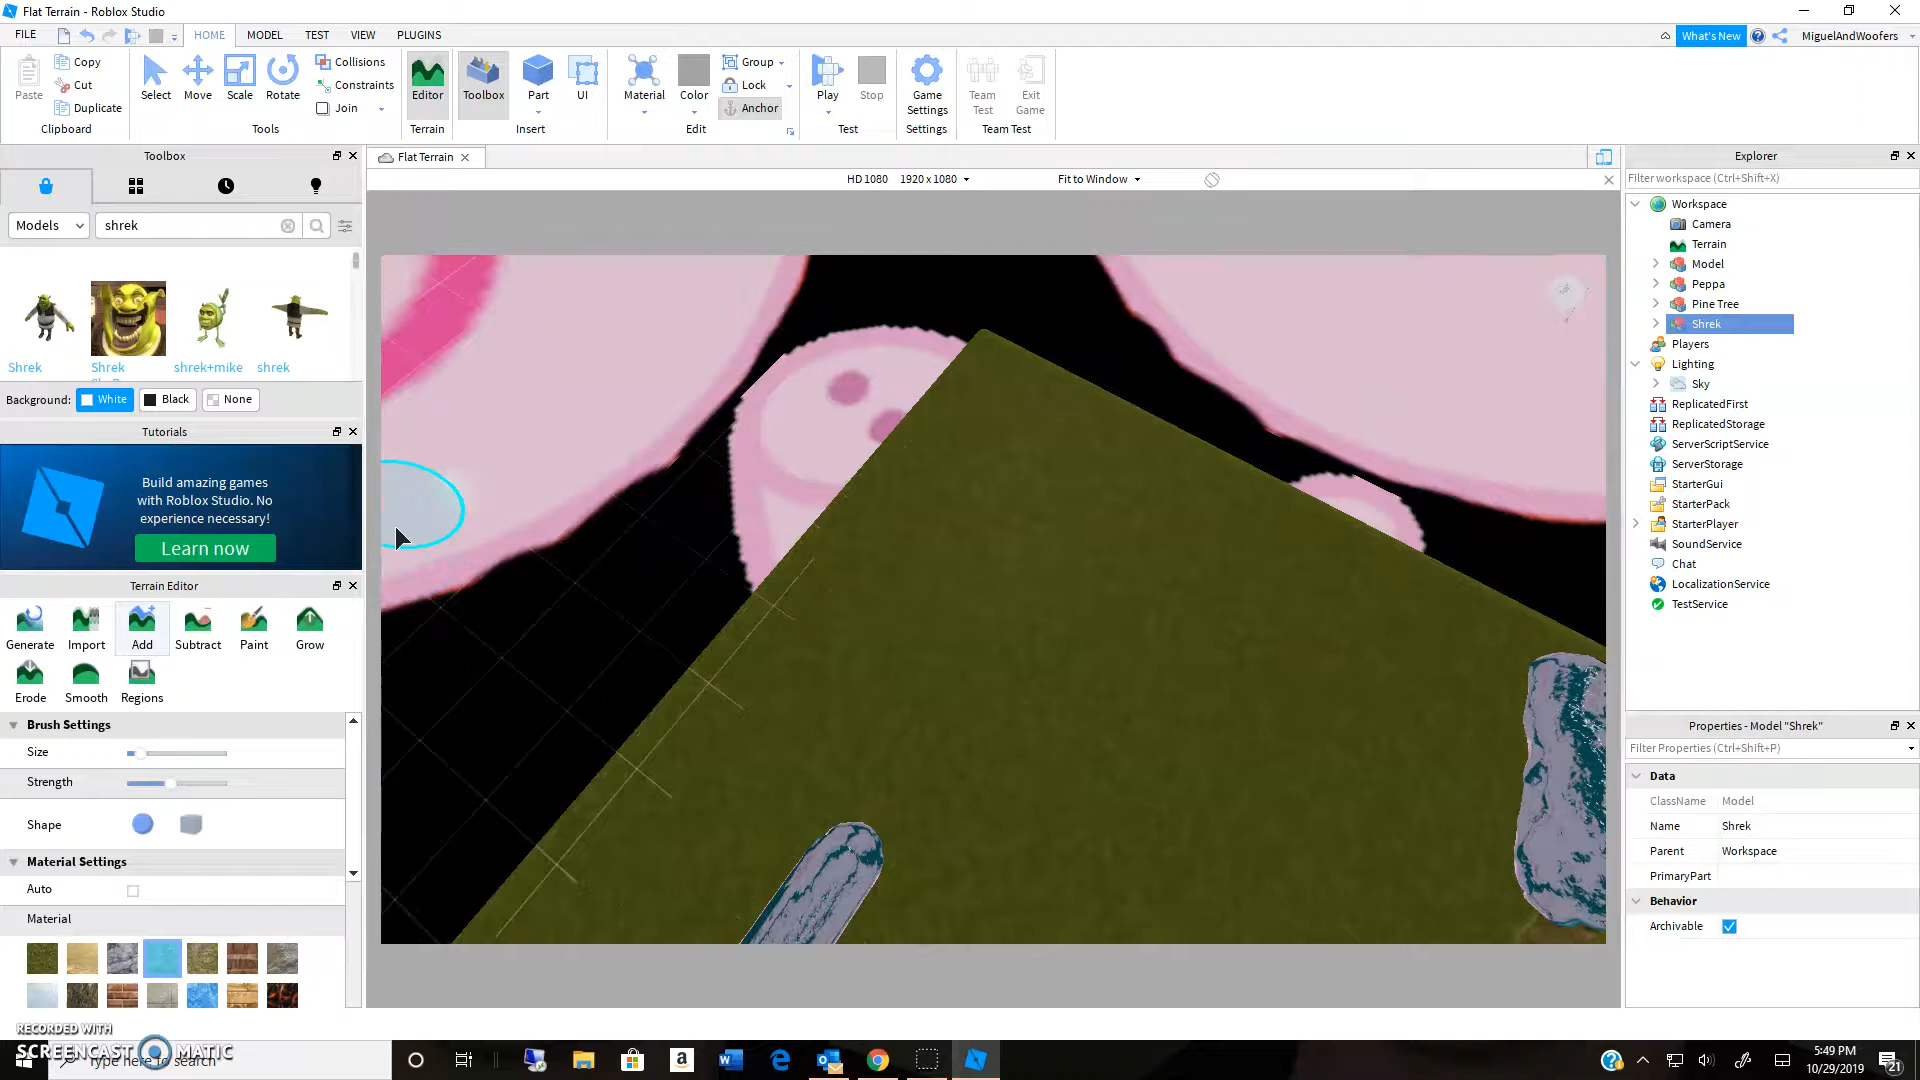 Flat Terrain - Roblox Studio
FILE HOME MODEL TEST VIEW PLUGINS What's New MiguelAndWoofers
Paste Copy Cut Duplicate Clipboard
Select Move Scale Rotate Collisions Constraints Join Tools
Editor Terrain
Toolbox Part UI Insert
Material Color Group Lock Anchor Edit
Play Stop Test
Game Settings Settings
Team Test Exit Game Team Test
Toolbox
Flat Terrain
HD 1080 1920 x 1080 Fit to Window
Models shrek
Shrek Shrek shrek+mike shrek
Background: White Black None
Tutorials
Build amazing games
with Roblox Studio. No
experience necessary!
Learn now
Terrain Editor
Generate Import Add Subtract Paint Grow
Erode Smooth Regions
Brush Settings
Size
Strength
Shape
Material Settings
Auto
Material
Explorer
Filter workspace (Ctrl+Shift+X)
Workspace
Camera
Terrain
Model
Peppa
Pine Tree
Shrek
Players
Lighting
Sky
ReplicatedFirst
ReplicatedStorage
ServerScriptService
ServerStorage
StarterGui
StarterPack
StarterPlayer
SoundService
Chat
LocalizationService
TestService
Properties - Model "Shrek"
Filter Properties (Ctrl+Shift+P)
Data
ClassName Model
Name Shrek
Parent Workspace
PrimaryPart
Behavior
Archivable
RECORDED WITH
SCREENCAST MATIC
Type here to search
5:49 PM
10/29/2019
21